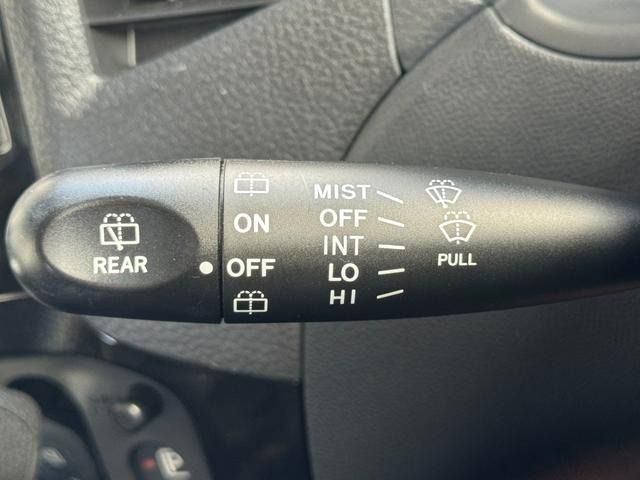 REAR
ON
OFF
MIST
OFF
INT
LO
HI
PULL